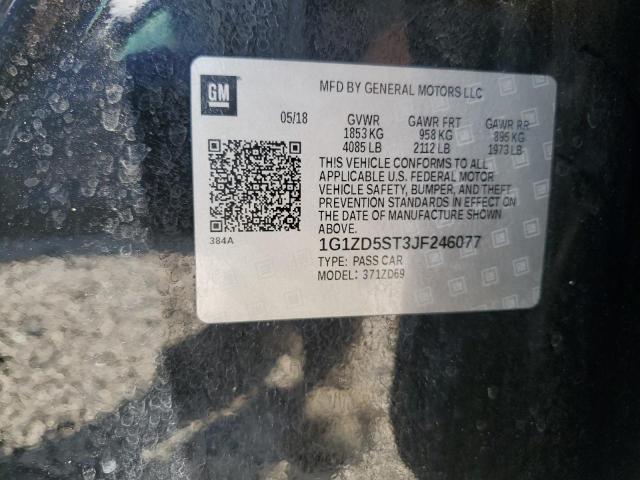 GM
MFD BY GENERAL MOTORS LLC
05/18 GVWR GAWR FRT GAWR RR
1853 KG 958 KG 895 KG
4085 LB 2112 LB 1973 LB
THIS VEHICLE CONFORMS TO ALL
APPLICABLE U.S. FEDERAL MOTOR
VEHICLE SAFETY, BUMPER, AND THEFT
PREVENTION STANDARDS IN EFFECT ON
THE DATE OF MANUFACTURE SHOWN
ABOVE.
384A
1G1ZD5ST3JF246077
TYPE: PASS CAR
MODEL: 371ZD69